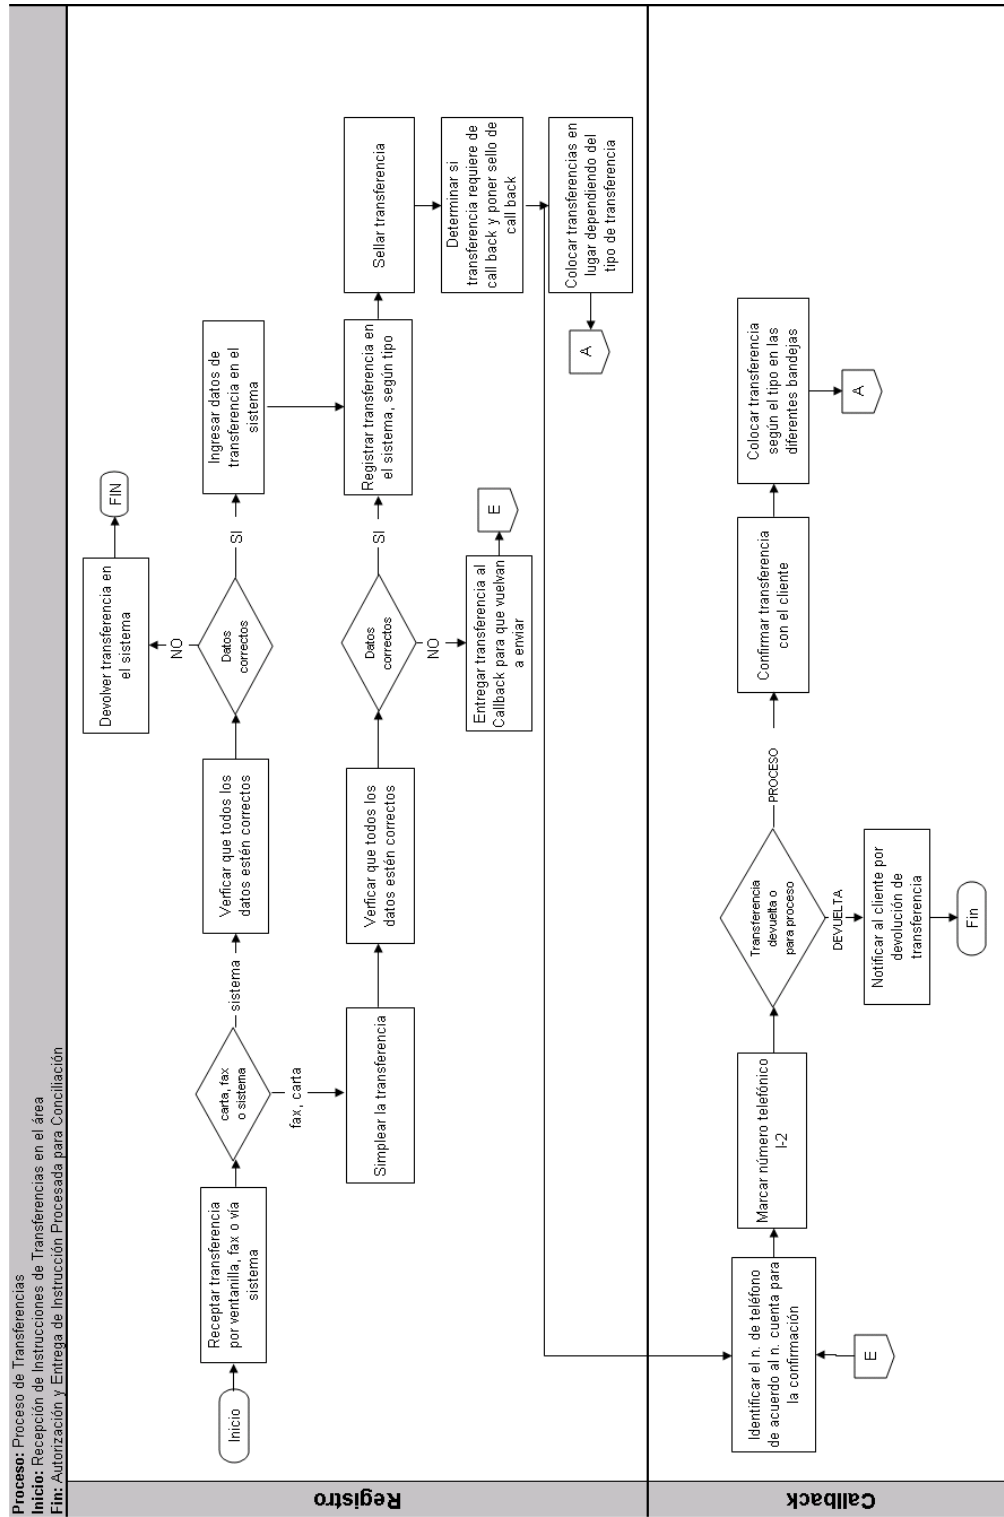 Proceso: Proceso de Transferencias
Inicio: Recepción de Instrucciones de Transferencias en el área
Fin: Autorización y Entrega de Instrucción Procesada para Conciliación
Registro
Inicio
Receptar transferencia
por ventanilla, fax o vía
sistema
carta, fax
o sistema
sistema
fax, carta
Verficar que todos los
datos estén correctos
Datos
correctos
NO
Devolver transferencia en
el sistema
FIN
SI
Ingresar datos de
transferencia en el
sistema
Simplear la transferencia
Verficar que todos los
datos estén correctos
Datos
correctos
NO
Entregar transferencia al
Callback para que vuelvan
a enviar
E
SI
Registrar transferencia en
el sistema, según tipo
Sellar transferencia
Determinar si
transferencia requiere de
call back y poner sello de
call back
Colocar transferencias en
lugar dependiendo del
tipo de transferencia
A
Callback
Identificar el n. de teléfono
de acuerdo al n. cuenta para
la confirmación
E
Marcar número telefónico
I-2
Transferencia
devuelta o
para proceso
DEVUELTA
Notificar al cliente por
devolución de
transferencia
Fin
PROCESO
Confirmar transferencia
con el cliente
Colocar transferencia
según el tipo en las
diferentes bandejas
A